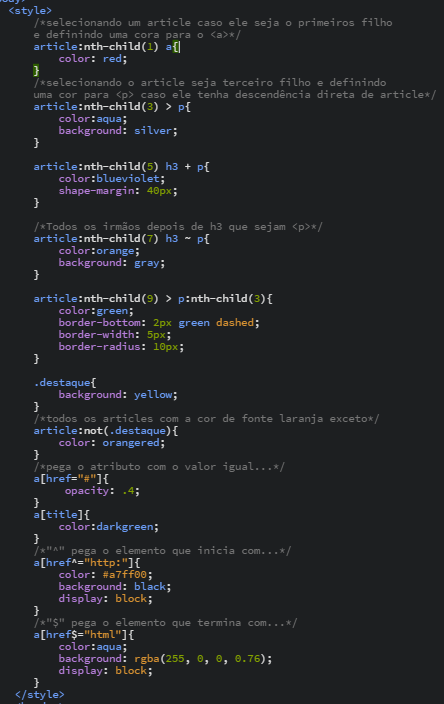 <style>
/*selecionando um article caso ele seja o primeiros filho
e definindo uma cora para o <a>*/
article:nth-child(1) a{
color: red;
}
/*selecionando o article seja terceiro filho e definindo
uma cor para <p> caso ele tenha descendência direta de article*/
article:nth-child(3) > p{
color:aqua;
background: silver;
}
article:nth-child(5) h3 + p{
color:blueviolet;
shape-margin: 40px;
}
/*Todos os irmãos depois de h3 que sejam <p>*/
article:nth-child(7) h3 ~ p{
color:orange;
background: gray;
}
article:nth-child(9) > p:nth-child(3){
color:green;
border-bottom: 2px green dashed;
border-width: 5px;
border-radius: 10px;
}
.destaque{
background: yellow;
}
/*todos os articles com a cor de fonte laranja exceto*/
article:not(.destaque){
color: orangered;
}
/*pega o atributo com o valor igual...*/
a[href="#"]{
opacity: .4;
}
a[title]{
color:darkgreen;
}
/*"^" pega o elemento que inicia com...*/
a[href^="http:"]{
color: #a7ff00;
background: black;
display: block;
}
/*"$" pega o elemento que termina com...*/
a[href$="html"]{
color:aqua;
background: rgba(255, 0, 0, 0.76);
display: block;
}
</style>